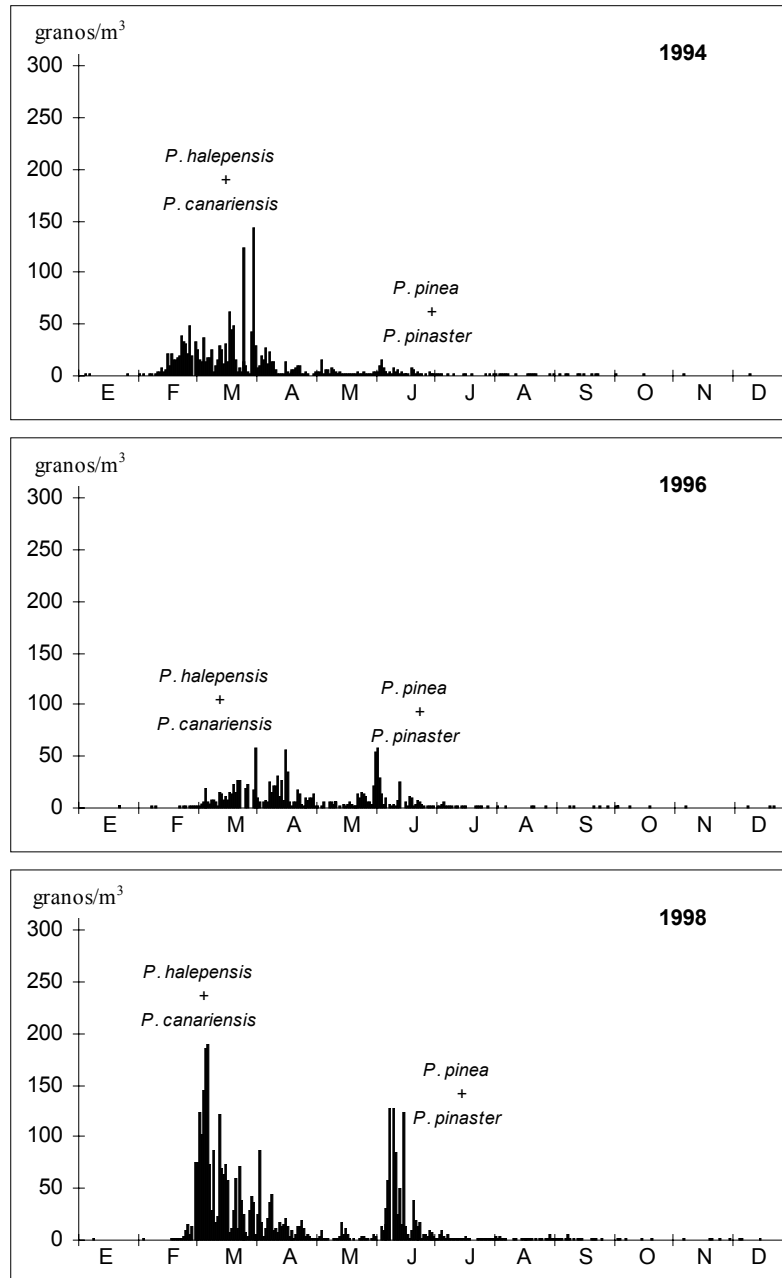 granos/m³
1994
300
250
200
150
100
50
0
P. halepensis
+
P. canariensis
P. pinea
+
P. pinaster
E F M A M J J A S O N D
granos/m³
1996
300
250
200
150
100
50
0
P. halepensis
+
P. canariensis
P. pinea
+
P. pinaster
E F M A M J J A S O N D
granos/m³
1998
300
250
200
150
100
50
0
P. halepensis
+
P. canariensis
P. pinea
+
P. pinaster
E F M A M J J A S O N D